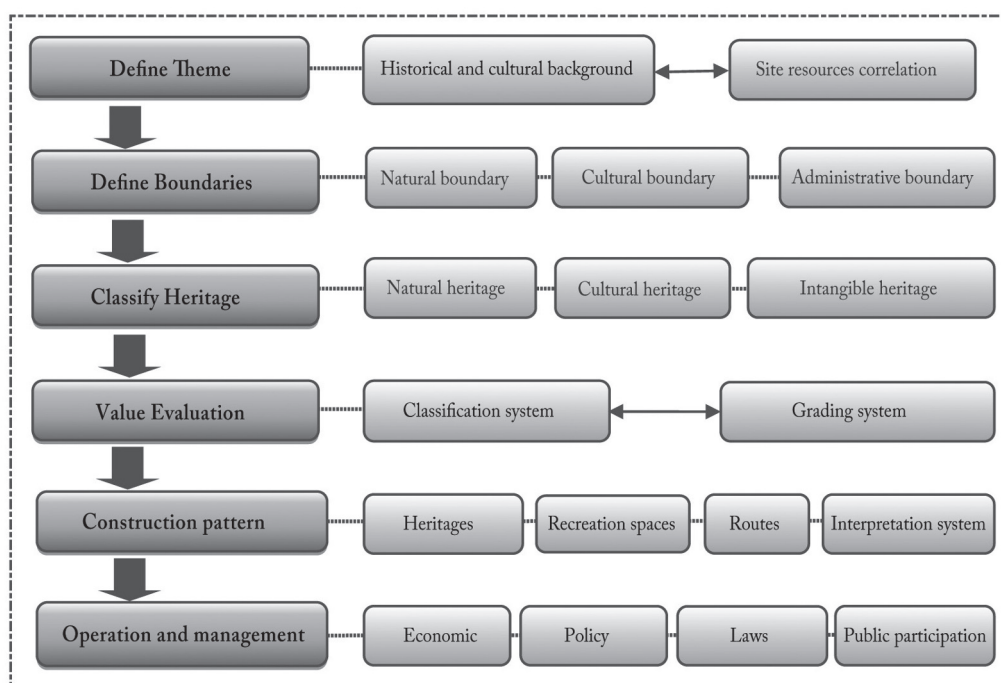 Define Theme
Historical and cultural background
Site resources correlation
Define Boundaries
Natural boundary
Cultural boundary
Administrative boundary
Classify Heritage
Natural heritage
Cultural heritage
Intangible heritage
Value Evaluation
Classification system
Grading system
Construction pattern
Heritages
Recreation spaces
Routes
Interpretation system
Operation and management
Economic
Policy
Laws
Public participation